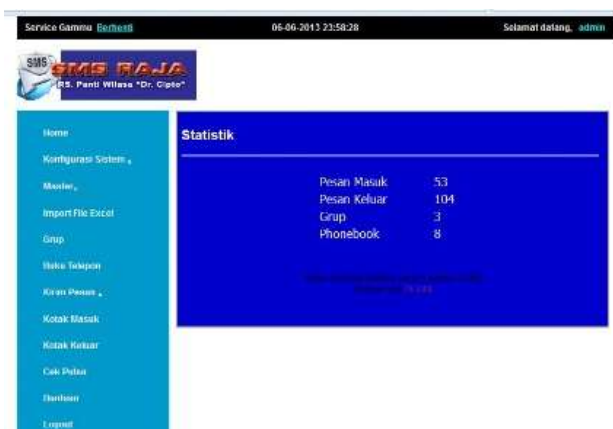 Service Gammu Berhenti
06-06-2013 23:58:28
Selamat datang, admin
SMS
SMS RAJA
RS. Panti Wilasa "Dr. Cipto"
Home
Konfigurasi Sistem
Master
Import File Excel
Grup
Buku Telepon
Kirim Pesan
Kotak Masuk
Kotak Keluar
Cek Pulsa
Bantuan
Logout
Statistik
Pesan Masuk 53
Pesan Keluar 104
Grup 3
Phonebook 8